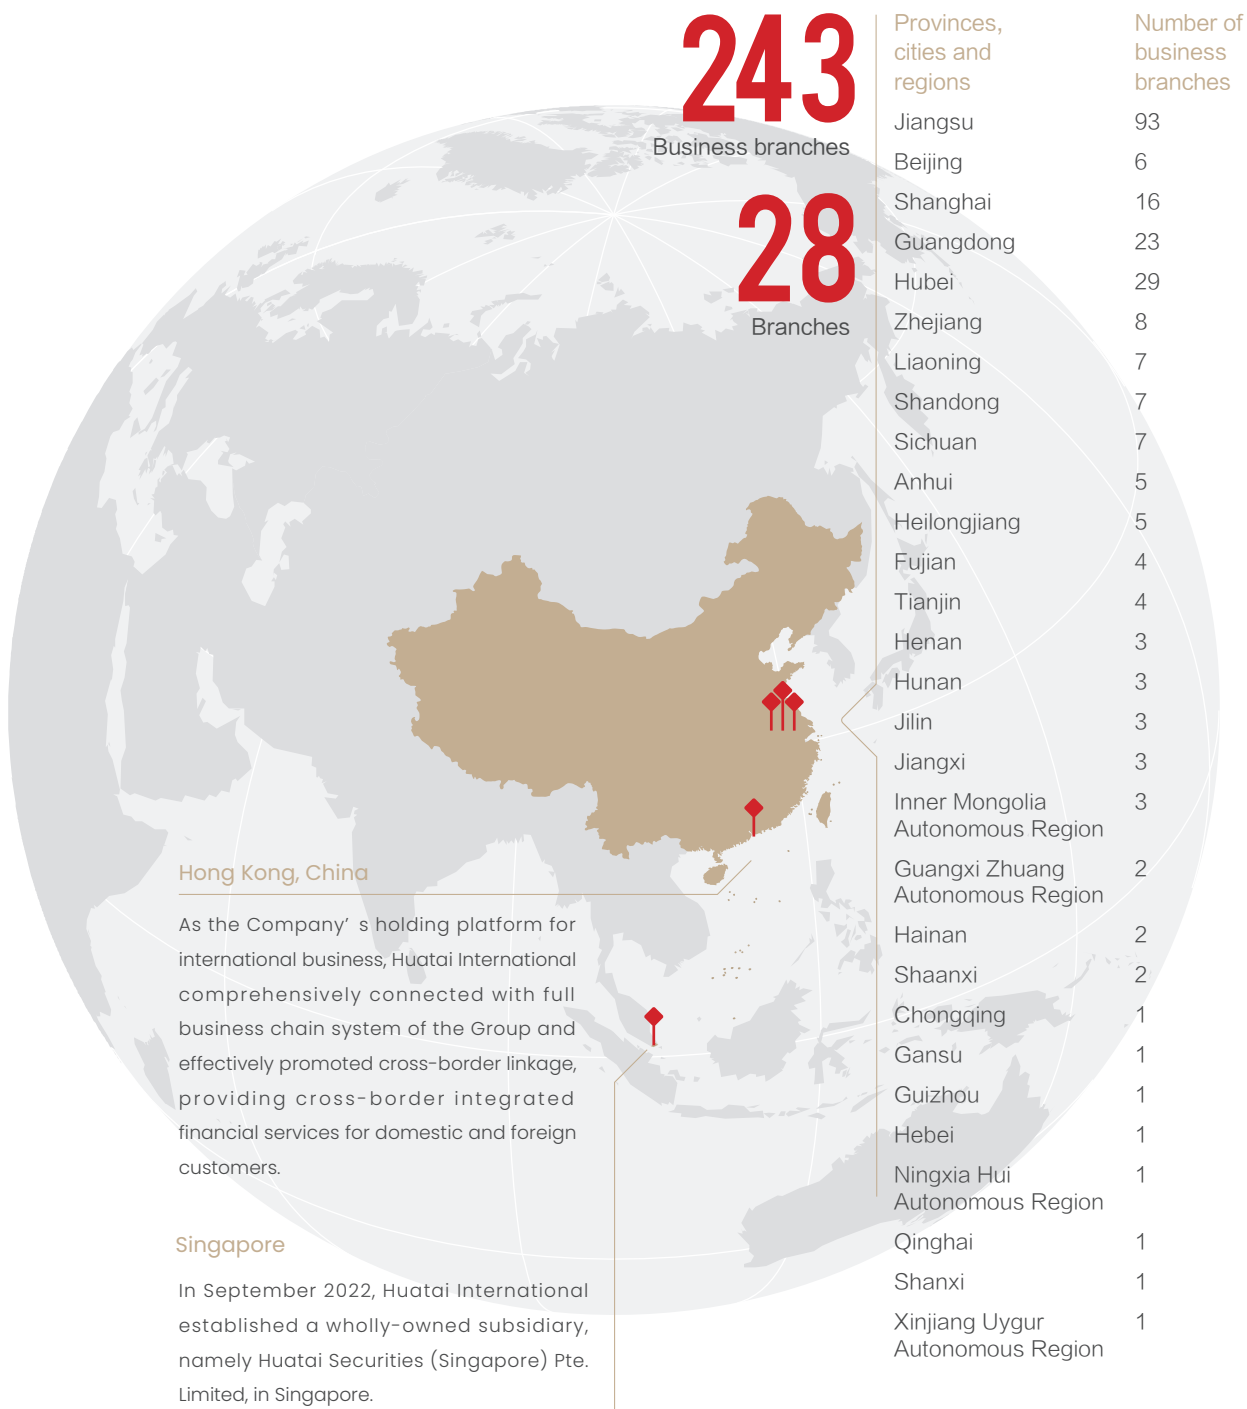 243
Business branches
28
Branches
Provinces, cities and regions Number of business branches
Jiangsu 93
Beijing 6
Shanghai 16
Guangdong 23
Hubei 29
Zhejiang 8
Liaoning 7
Shandong 7
Sichuan 7
Anhui 5
Heilongjiang 5
Fujian 4
Tianjin 4
Henan 3
Hunan 3
Jilin 3
Jiangxi 3
Inner Mongolia 3
Autonomous Region
Guangxi Zhuang 2
Autonomous Region
Hainan 2
Shaanxi 2
Chongqing 1
Gansu 1
Guizhou 1
Hebei 1
Ningxia Hui 1
Autonomous Region
Qinghai 1
Shanxi 1
Xinjiang Uygur 1
Autonomous Region
Hong Kong, China
As the Company’ s holding platform for
international business, Huatai International
comprehensively connected with full
business chain system of the Group and
effectively promoted cross-border linkage,
providing cross-border integrated
financial services for domestic and foreign
customers.
Singapore
In September 2022, Huatai International
established a wholly-owned subsidiary,
namely Huatai Securities (Singapore) Pte.
Limited, in Singapore.